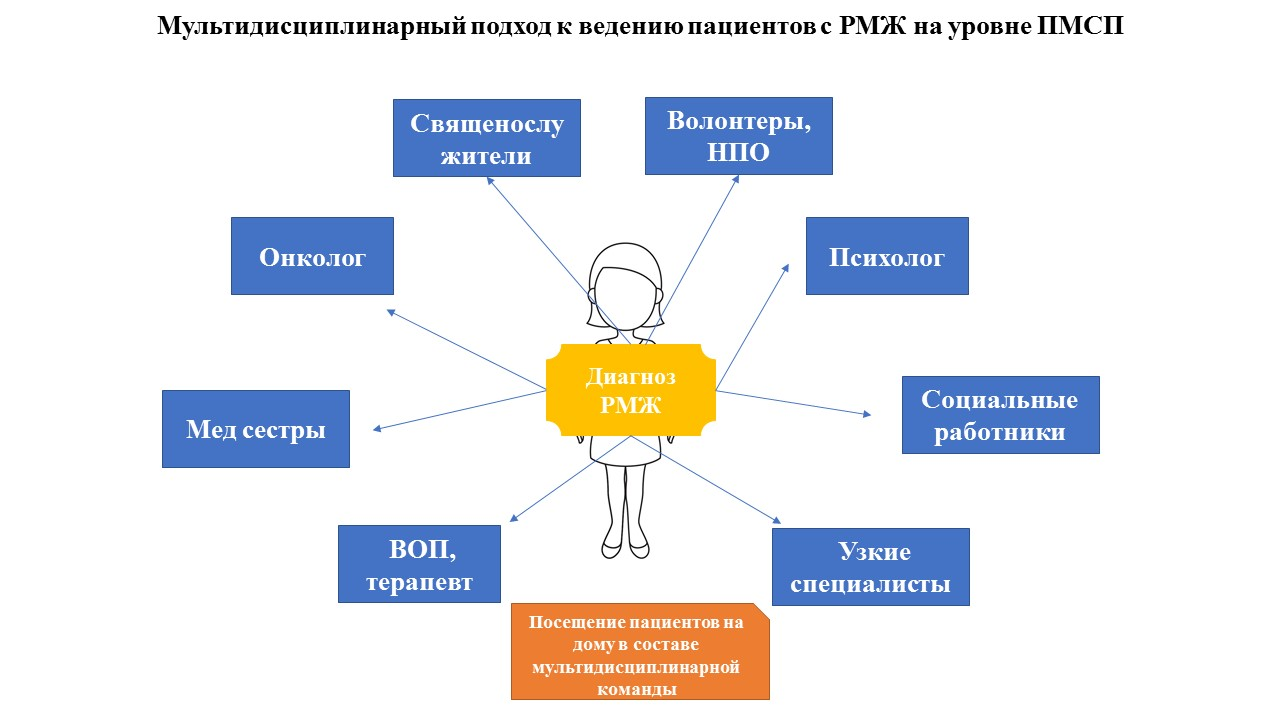 Мультидисциплинарный подход к ведению пациентов с РМЖ на уровне ПМСП
Священослу
жители
Волонтеры,
НПО
Онколог
Психолог
Диагноз
РМЖ
Мед сестры
Социальные
работники
ВОП,
терапевт
Узкие
специалисты
Посещение пациентов на
дому в составе
мультидисциплинарной
команды